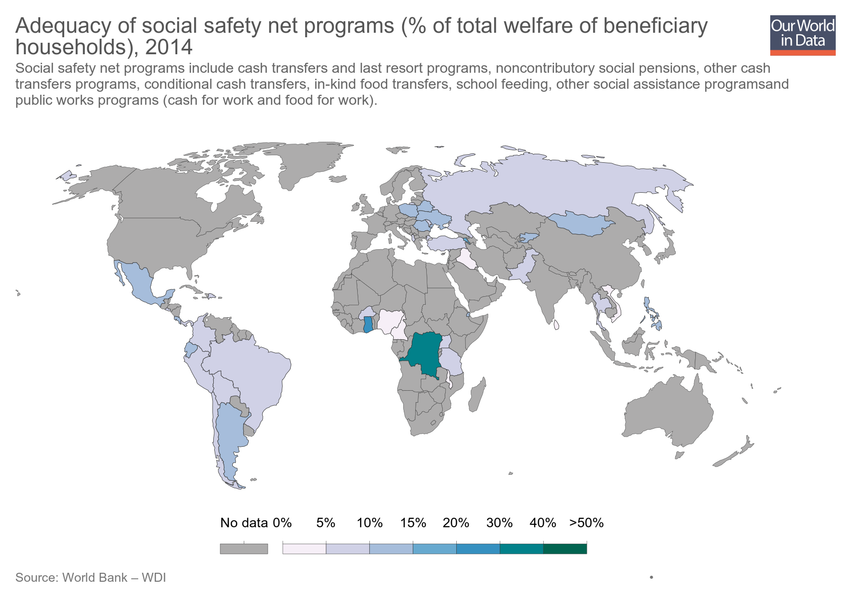 Adequacy of social safety net programs (% of total welfare of beneficiary
households), 2014
Our World
in Data
Social safety net programs include cash transfers and last resort programs, noncontributory social pensions, other cash
transfers programs, conditional cash transfers, in-kind food transfers, school feeding, other social assistance programsand
public works programs (cash for work and food for work).
No data 0% 5% 10% 15% 20% 30% 40% >50%
Source: World Bank – WDI